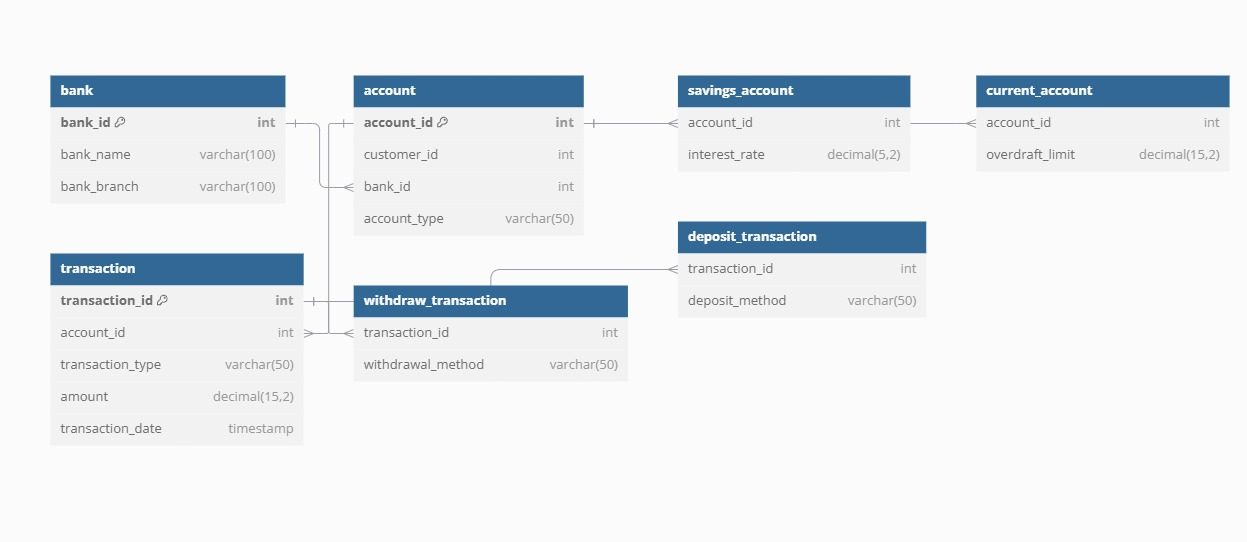 bank
bank_id int
bank_name varchar(100)
bank_branch varchar(100)
account
account_id int
customer_id int
bank_id int
account_type varchar(50)
savings_account
account_id int
interest_rate decimal(5,2)
current_account
account_id int
overdraft_limit decimal(15,2)
transaction
transaction_id int
account_id int
transaction_type varchar(50)
amount decimal(15,2)
transaction_date timestamp
withdraw_transaction
transaction_id int
withdrawal_method varchar(50)
deposit_transaction
transaction_id int
deposit_method varchar(50)